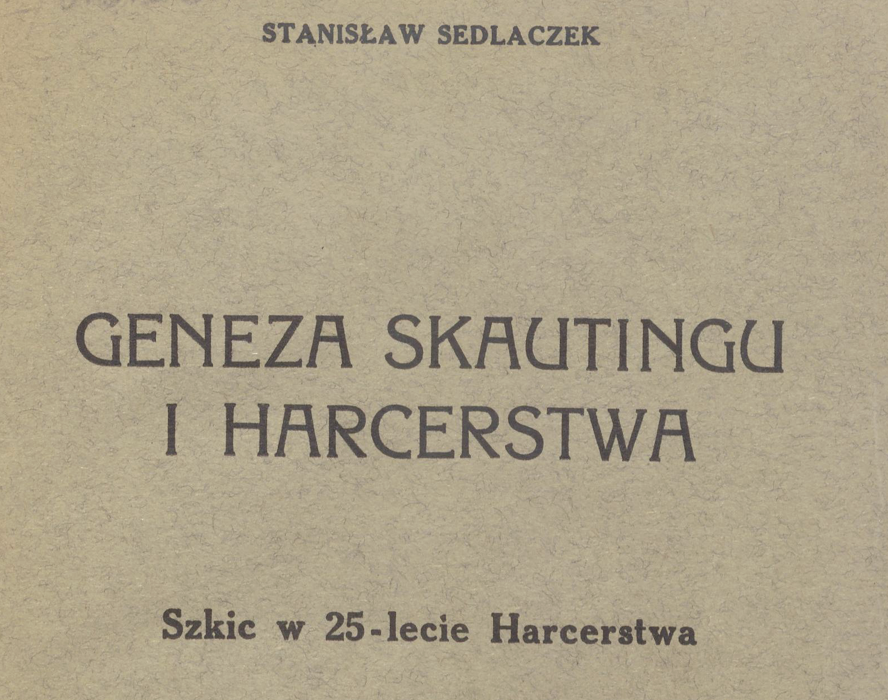 STANISŁAW SEDLACZEK
GENEZA SKAUTINGU
I HARCERSTWA
Szkic w 25-lecie Harcerstwa